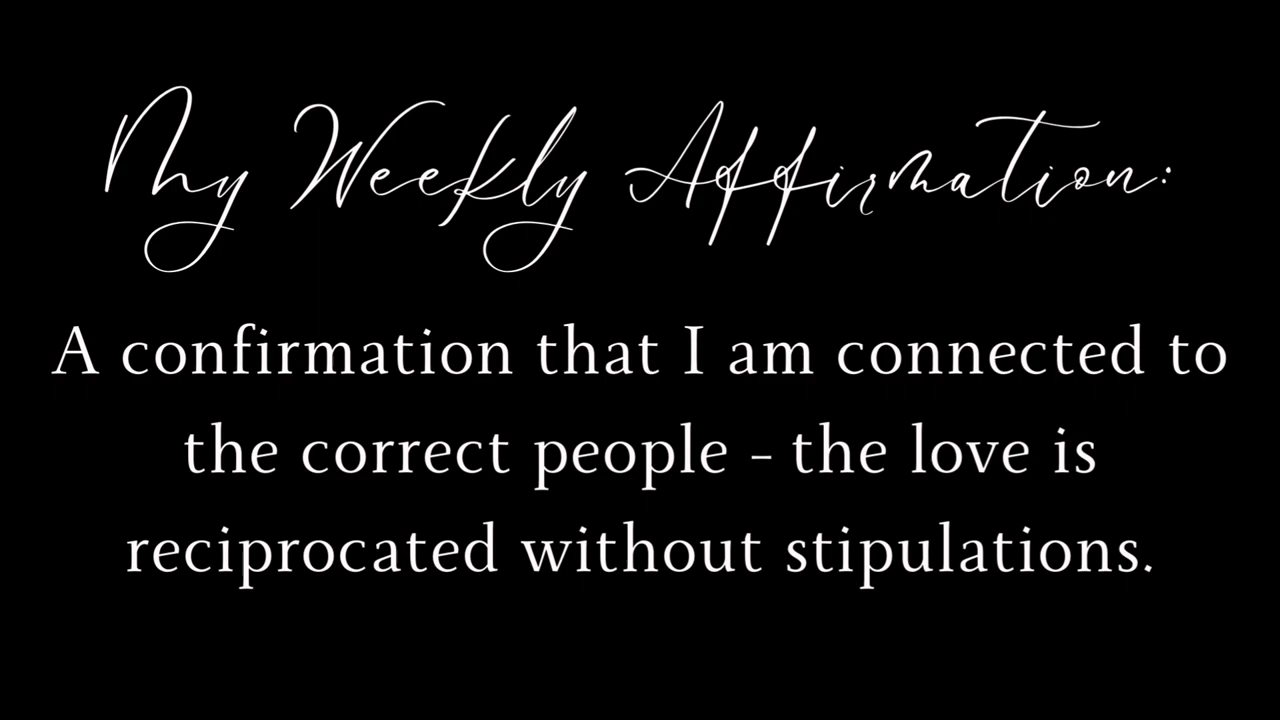 My Weekly Affirmation:
A confirmation that I am connected to
the correct people - the love is
reciprocated without stipulations.